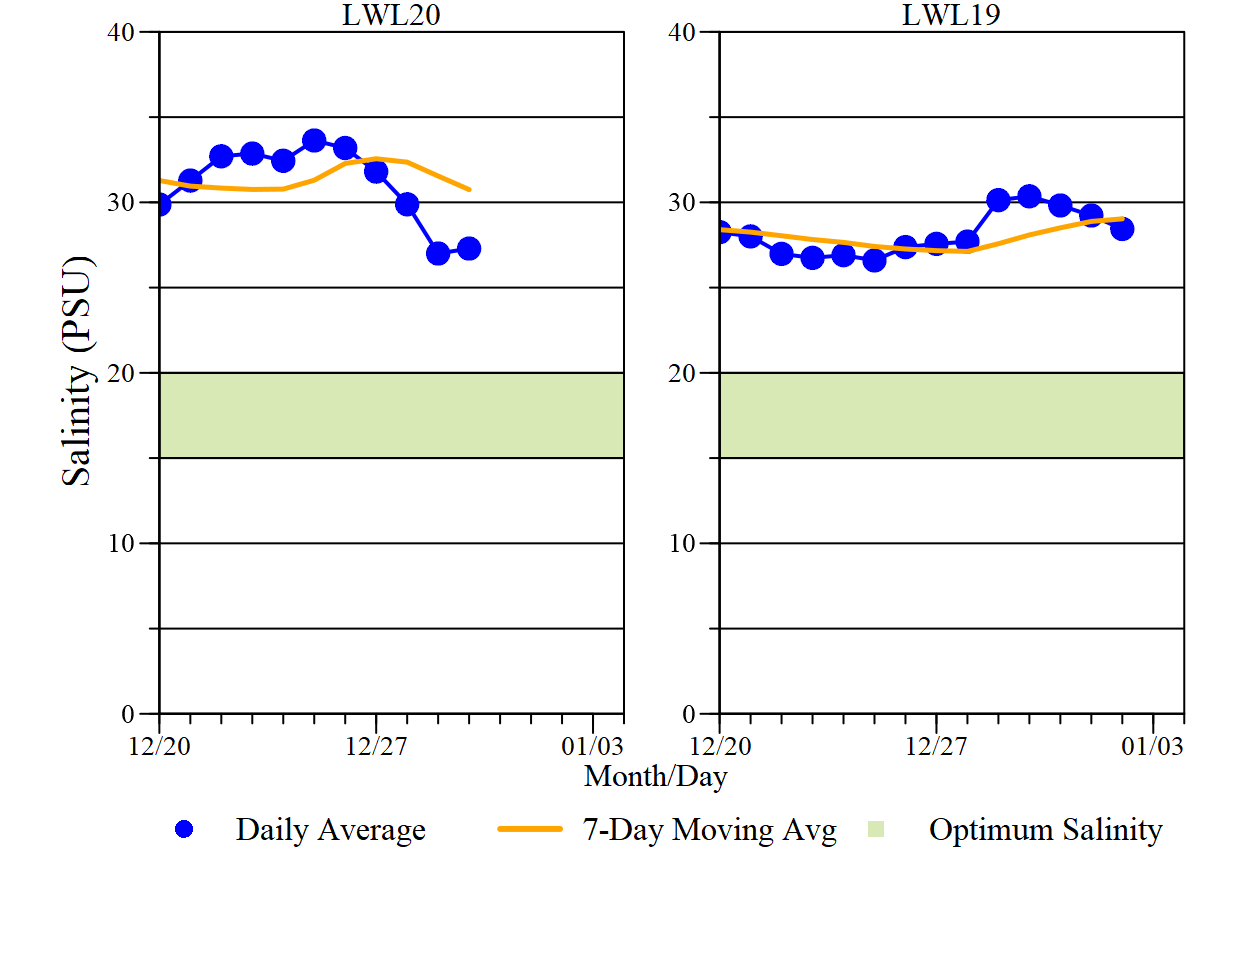 LWL20
LWL19
40
30
20
10
0
40
30
20
10
0
Salinity (PSU)
12/20
12/27
01/03
12/20
12/27
01/03
Month/Day
Daily Average
7-Day Moving Avg
Optimum Salinity